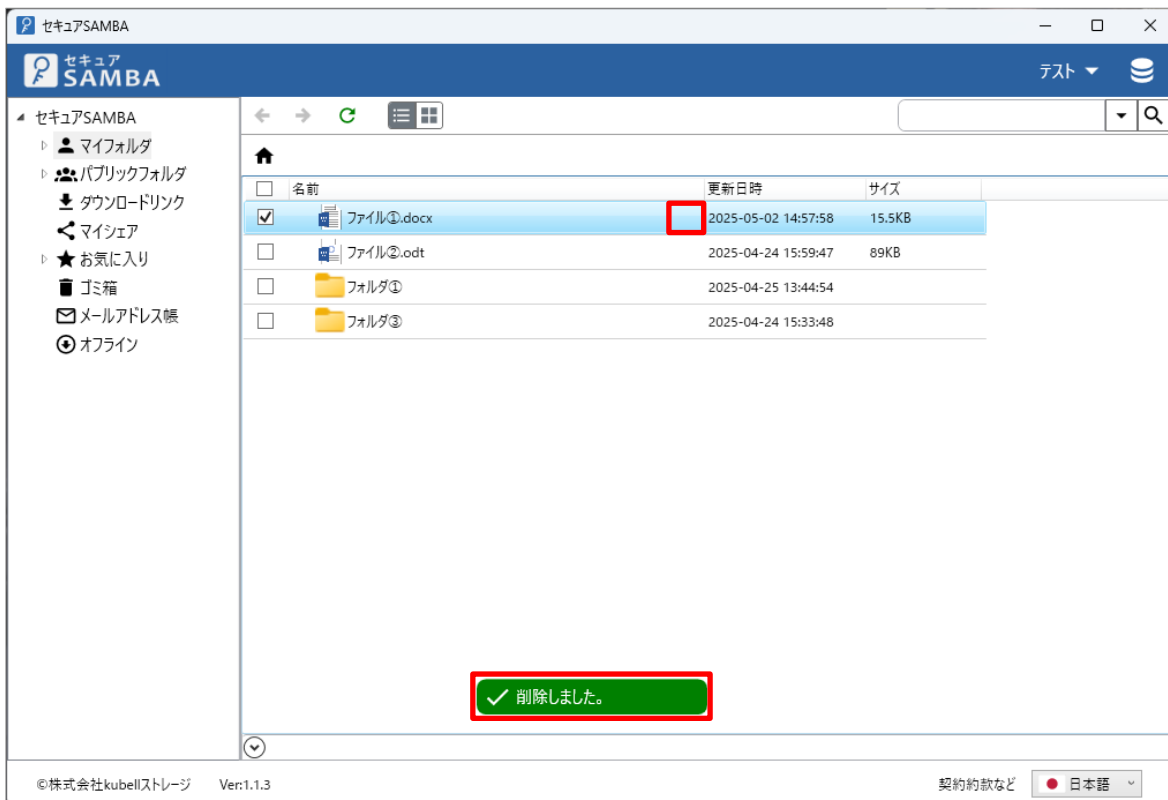 セキュアSAMBA
セキュア
SAMBA
テスト
セキュアSAMBA
マイフォルダ
パブリックフォルダ
ダウンロードリンク
マイシェア
お気に入り
ゴミ箱
メールアドレス帳
オフライン
名前 更新日時 サイズ
ファイル①.docx 2025-05-02 14:57:58 15.5KB
ファイル②.odt 2025-04-24 15:59:47 89KB
フォルダ① 2025-04-25 13:44:54
フォルダ③ 2025-04-24 15:33:48
削除しました。
©株式会社kubellストレージ Ver:1.1.3 契約約款など 日本語